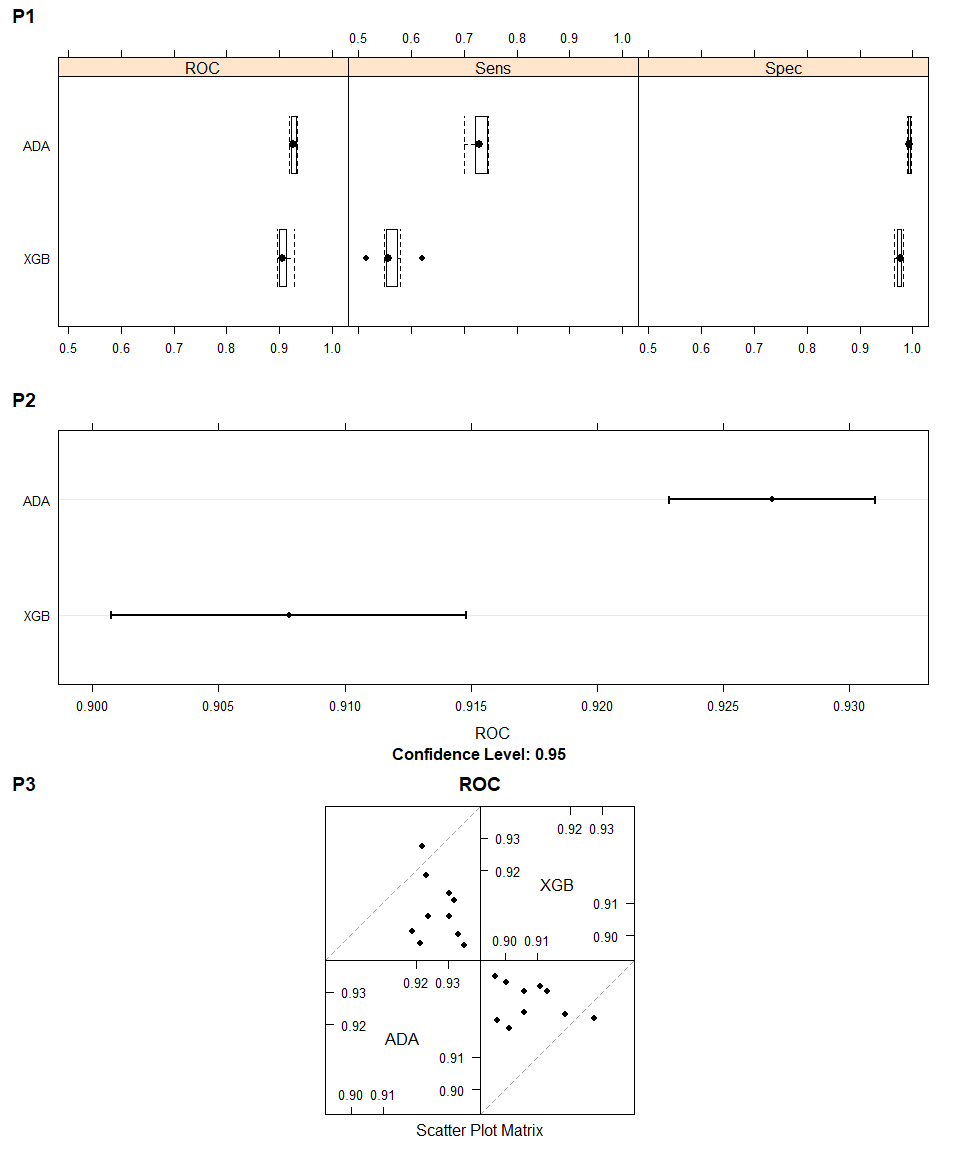 P1
0.5 0.6 0.7 0.8 0.9 1.0
ROC Sens Spec
ADA
XGB
0.5 0.6 0.7 0.8 0.9 1.0 0.5 0.6 0.7 0.8 0.9 1.0
P2
ADA
XGB
0.900 0.905 0.910 0.915 0.920 0.925 0.930
ROC
Confidence Level: 0.95
P3
ROC
0.92 0.93
0.93
0.92
XGB
0.91
0.90
0.90 0.91
0.92 0.93
0.93
0.92
ADA
0.91
0.90
0.90 0.91
Scatter Plot Matrix